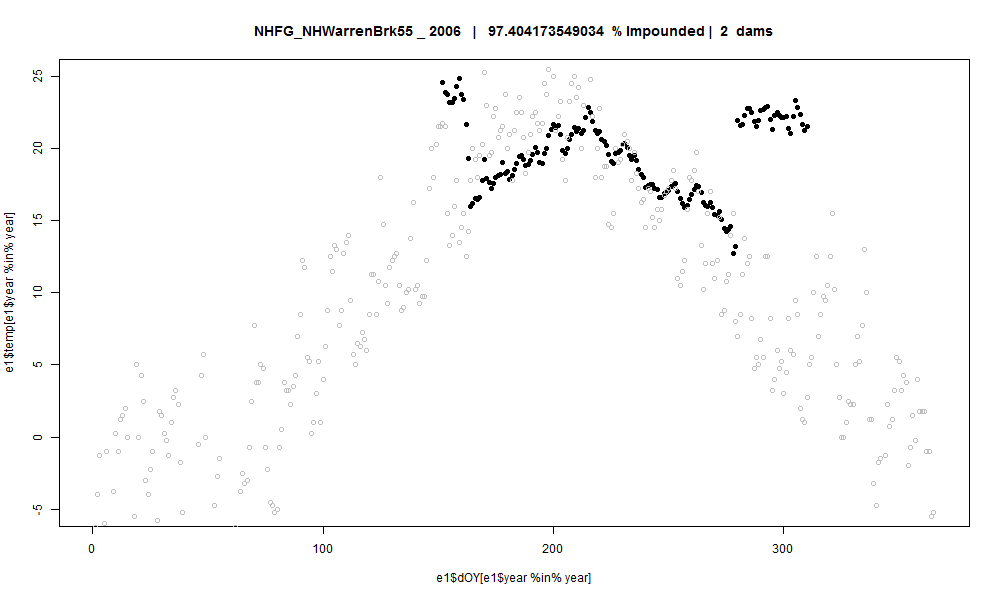 NHFG_NHWarrenBrk55 _ 2006 | 97.404173549034 % Impounded | 2 dams
25
20
15
10
5
0
-5
e1$temp[e1$year %in% year]
0 100 200 300
e1$dOY[e1$year %in% year]